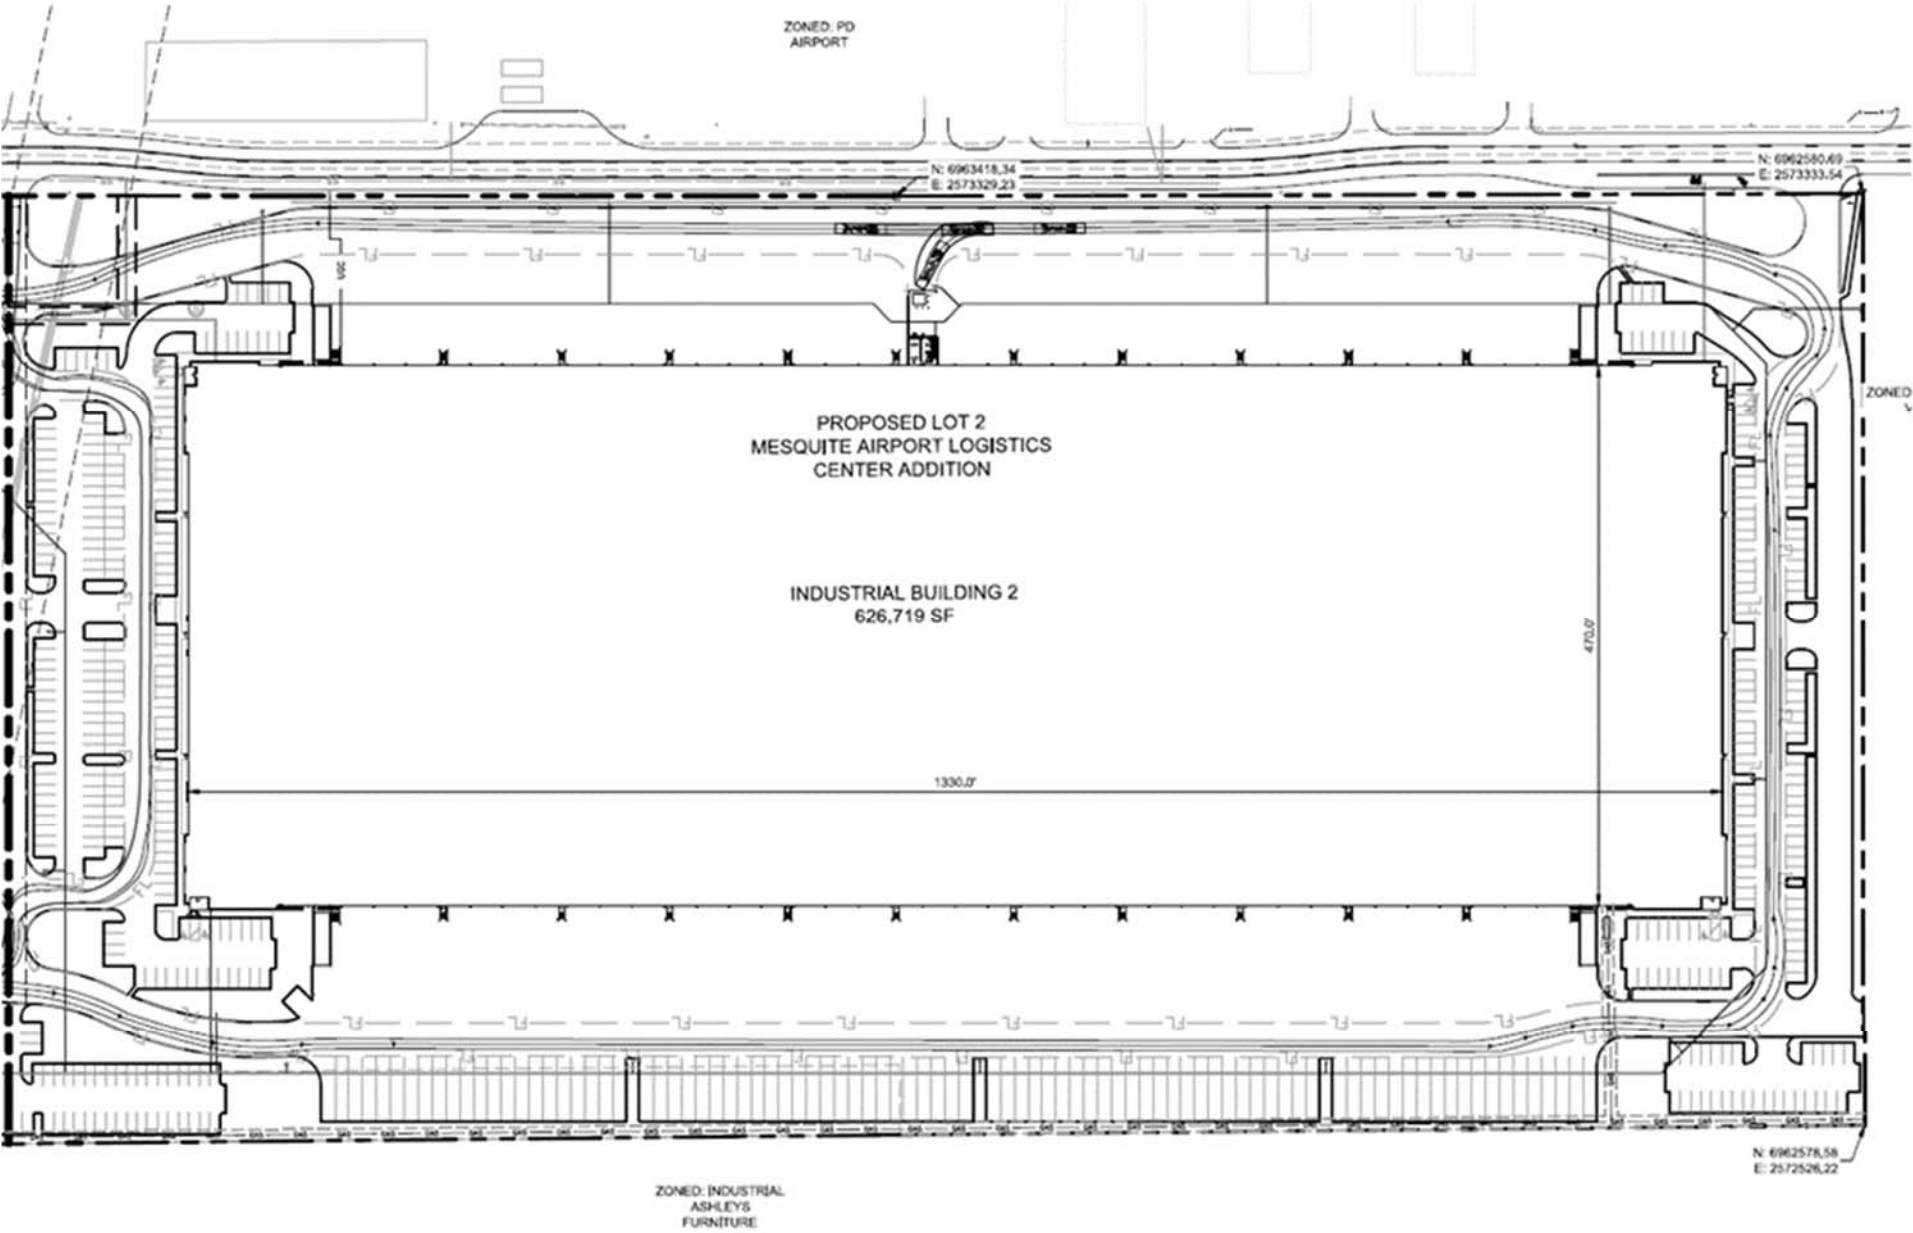 ZONED: PD
AIRPORT
N: 6963418.34
E: 2573329.23
N: 6962580.69
E: 2573333.54
ZONED
PROPOSED LOT 2
MESQUITE AIRPORT LOGISTICS
CENTER ADDITION
INDUSTRIAL BUILDING 2
626,719 SF
470.0'
1330.0'
N: 6962578.58
E: 2572526.22
ZONED: INDUSTRIAL
ASHLEYS
FURNITURE